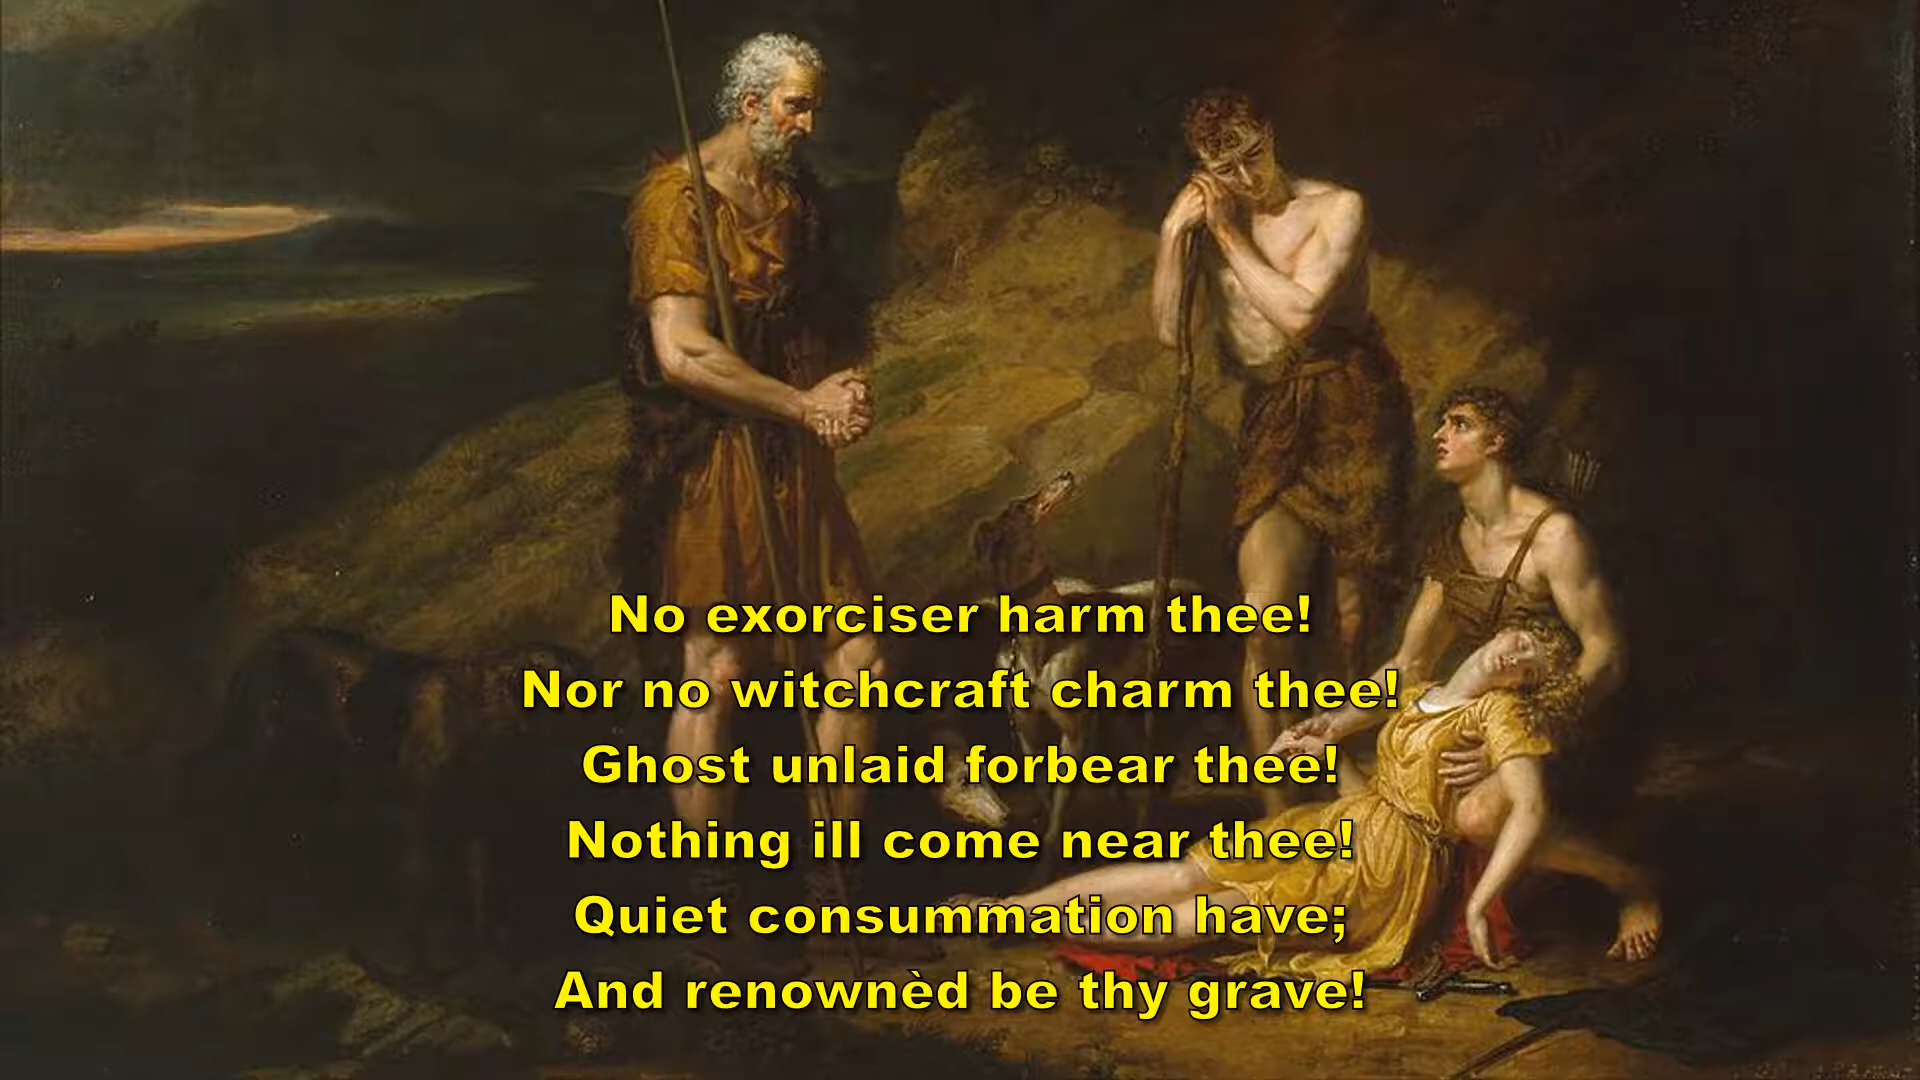 No exorciser harm thee!
Nor no witchcraft charm thee!
Ghost unlaid forbear thee!
Nothing ill come near thee!
Quiet consummation have;
And renownèd be thy grave!